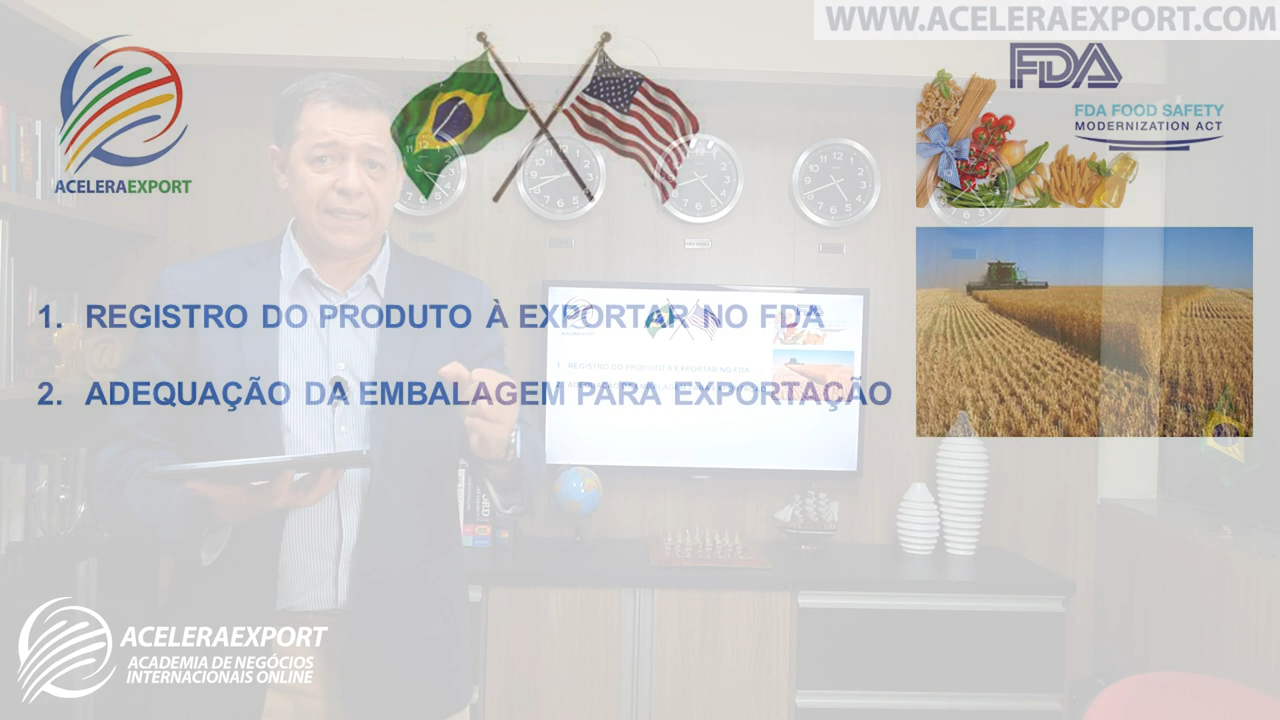 WWW.ACELERAEXPORT.COM
FDA
FDA FOOD SAFETY
MODERNIZATION ACT
ACELERAEXPORT
1. REGISTRO DO PRODUTO À EXPORTAR NO FDA
2. ADEQUAÇÃO DA EMBALAGEM PARA EXPORTAÇÃO
1. REGISTRO DO PRODUTO À EXPORTAR NO FDA
ACELERAEXPORT
ACADEMIA DE NEGÓCIOS
INTERNACIONAIS ONLINE